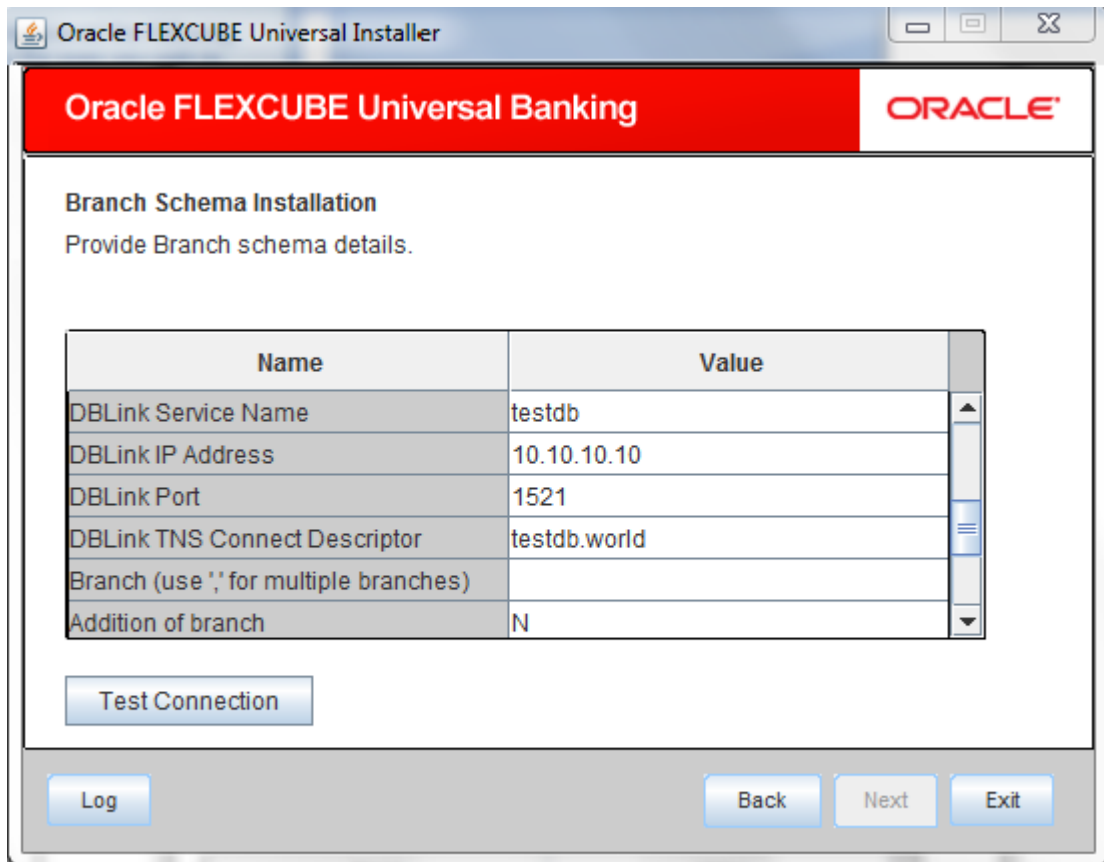 Oracle FLEXCUBE Universal Installer
Oracle FLEXCUBE Universal Banking
ORACLE
Branch Schema Installation
Provide Branch schema details.
Name Value
DBLink Service Name testdb
DBLink IP Address 10.10.10.10
DBLink Port 1521
DBLink TNS Connect Descriptor testdb.world
Branch (use ',' for multiple branches)
Addition of branch N
Test Connection
Log Back Next Exit